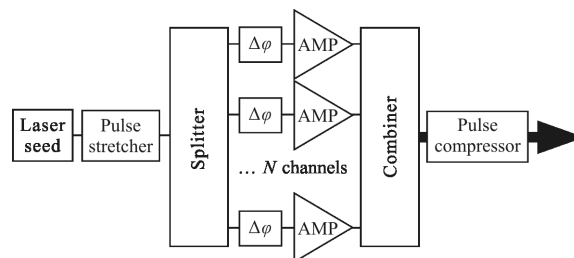 Laser
seed
Pulse
stretcher
Splitter
Δφ
AMP
Δφ
AMP
... N channels
Δφ
AMP
Combiner
Pulse
compressor